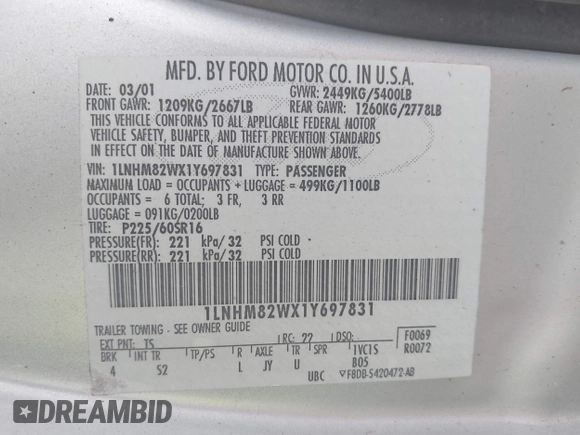 MFD. BY FORD MOTOR CO. IN U.S.A.
DATE: 03/01 GVWR: 2449KG/5400LB
FRONT GAWR: 1209KG/2667LB REAR GAWR: 1260KG/2778LB
THIS VEHICLE CONFORMS TO ALL APPLICABLE FEDERAL MOTOR
VEHICLE SAFETY, BUMPER, AND THEFT PREVENTION STANDARDS
IN EFFECT ON THE DATE OF MANUFACTURE SHOWN ABOVE.
VIN: 1LNHM82WX1Y697831 TYPE: PASSENGER
MAXIMUM LOAD = OCCUPANTS + LUGGAGE = 499KG/1100LB
OCCUPANTS = 6 TOTAL; 3 FR, 3 RR
LUGGAGE = 091KG/0200LB
TIRE: P225/60SR16
PRESSURE(FR) 221 kPa/ 32 PSI COLD
PRESSURE(RR) 221 kPa/ 32 PSI COLD
1LNHM82WX1Y697831
TRAILER TOWING - SEE OWNER GUIDE
EXT PNT: TS RC: 22 DSO: F0069
BRK INT TR TP/PS R AXLE TR SPR 1VC1S R0072
4 S2 L JY U B05
UBC ▽F8DB-5420472-AB
DREAMBID.COM